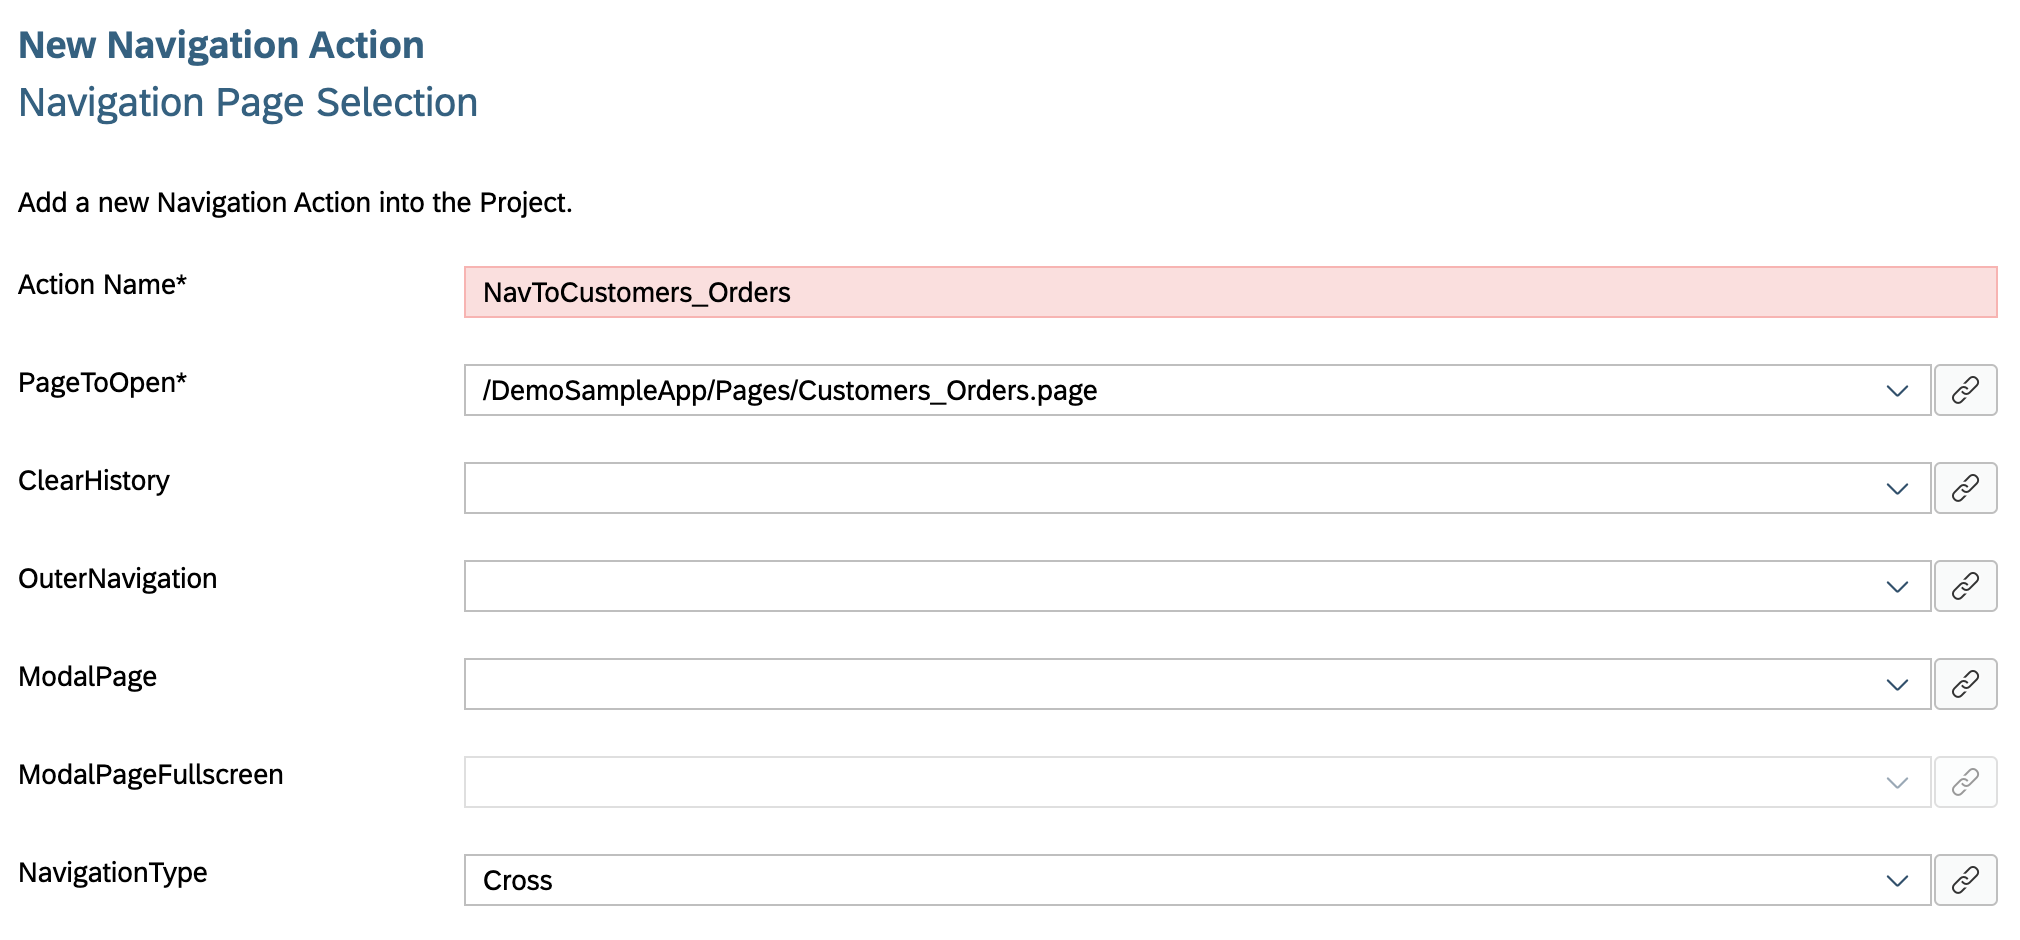 New Navigation Action
Navigation Page Selection
Add a new Navigation Action into the Project.
Action Name* NavToCustomers_Orders
PageToOpen* /DemoSampleApp/Pages/Customers_Orders.page
ClearHistory
OuterNavigation
ModalPage
ModalPageFullscreen
NavigationType Cross